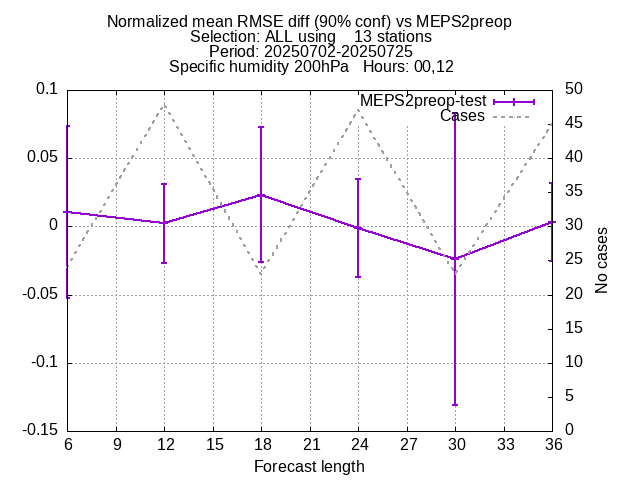 Normalized mean RMSE diff (90% conf) vs MEPS2preop
Selection: ALL using    13 stations
Period: 20250702-20250725
Specific humidity 200hPa   Hours: 00,12
MEPS2preop-test
Cases
0.1
0.05
0
-0.05
-0.1
-0.15
50
45
40
35
30
25
20
15
10
5
0
No cases
6 9 12 15 18 21 24 27 30 33 36
Forecast length